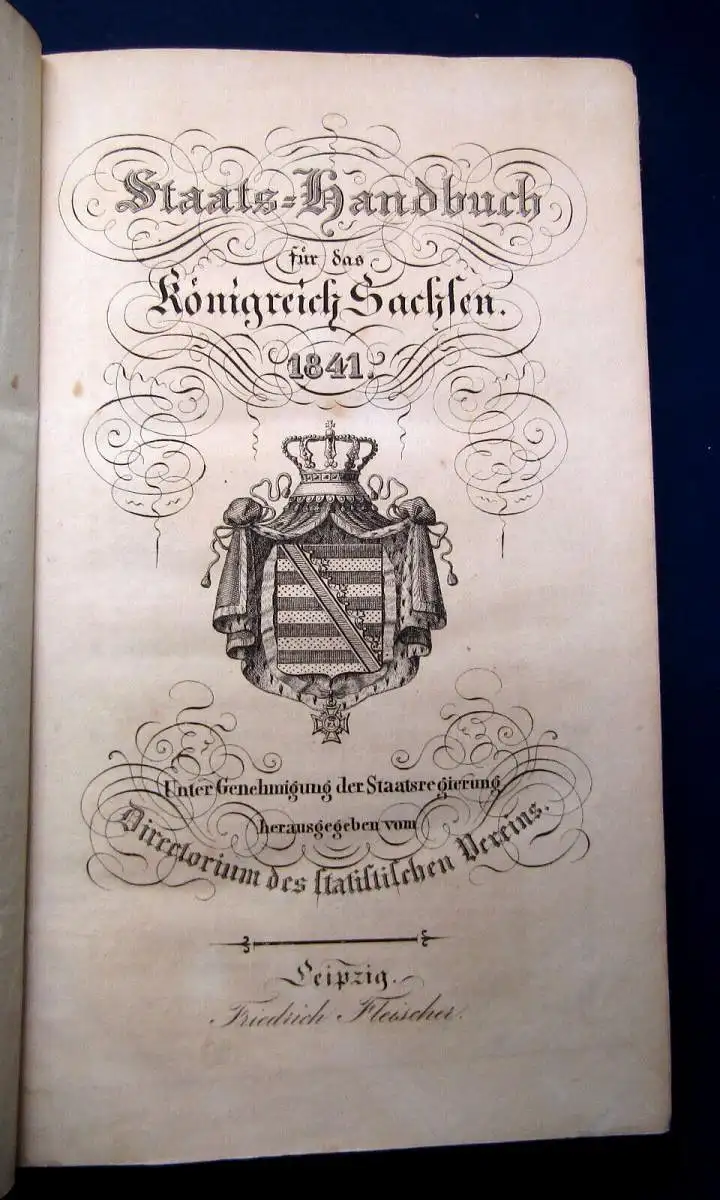 Staats-Handbuch
für das
Königreich Sachsen.
1841.
Unter Genehmigung der Staatsregierung
herausgegeben vom
Directorium des statistischen Vereins.
Leipzig.
Friedrich Fleischer.